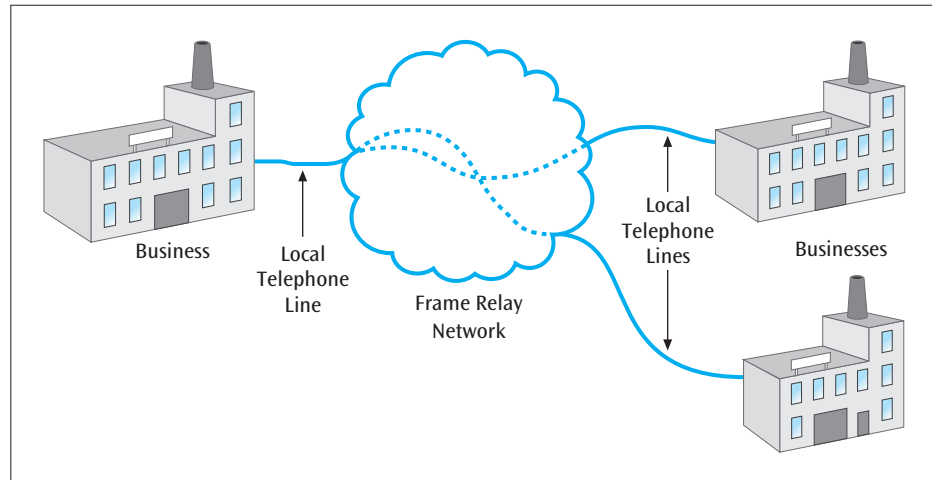 Business
Local
Telephone
Line
Frame Relay
Network
Local
Telephone
Lines
Businesses